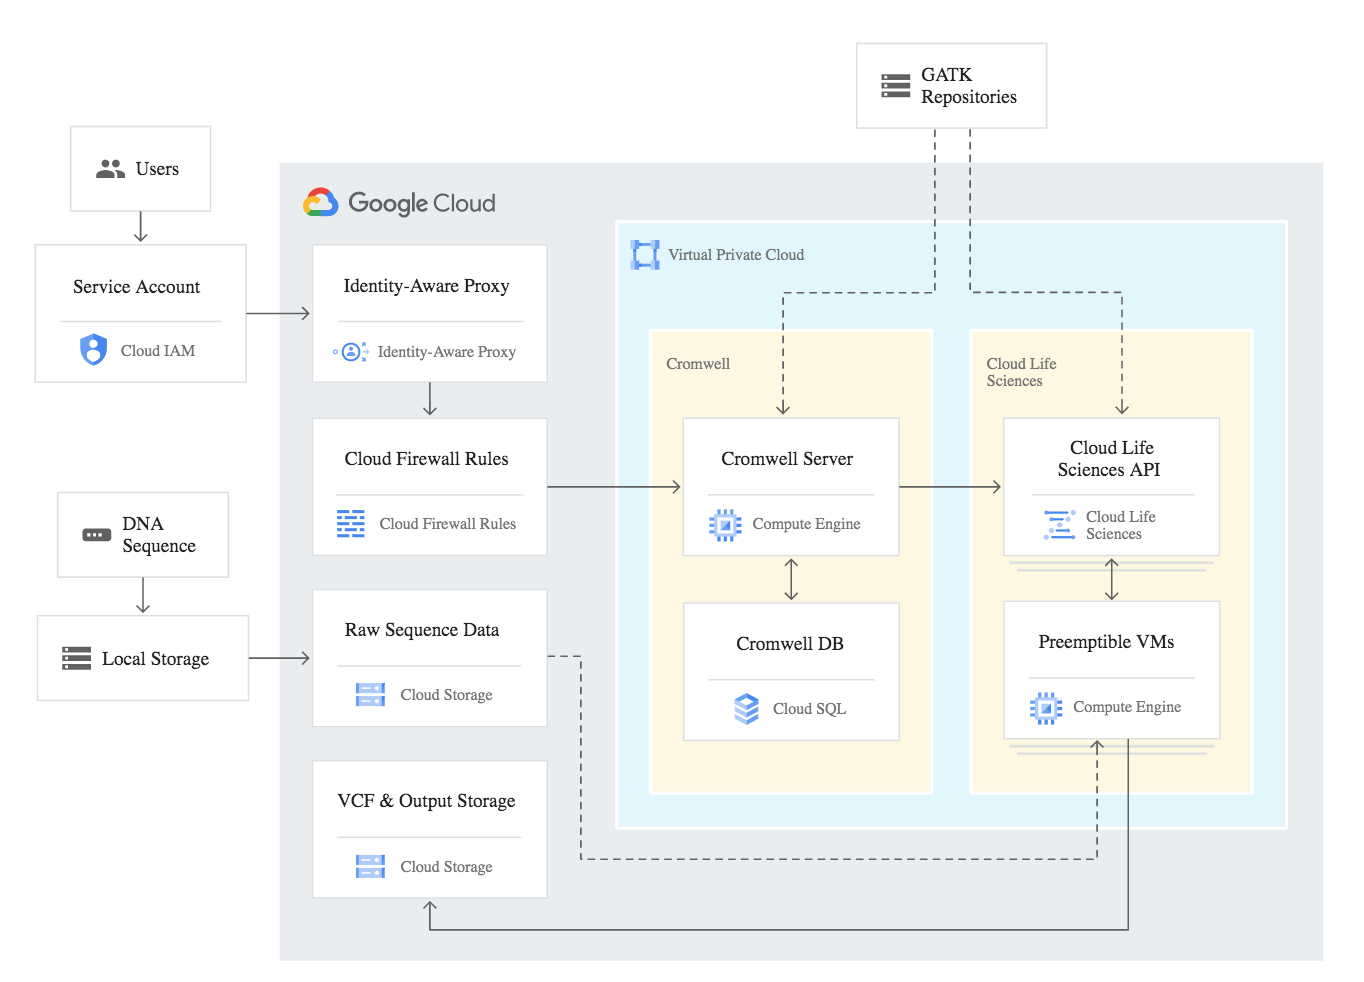 GATK
Repositories
Users
Google Cloud
Service Account
Cloud IAM
Identity-Aware Proxy
Identity-Aware Proxy
Virtual Private Cloud
Cromwell
Cloud Life
Sciences
Cloud Firewall Rules
Cloud Firewall Rules
Cromwell Server
Compute Engine
Cloud Life
Sciences API
Cloud Life
Sciences
DNA
Sequence
Local Storage
Raw Sequence Data
Cloud Storage
Cromwell DB
Cloud SQL
Preemptible VMs
Compute Engine
VCF & Output Storage
Cloud Storage